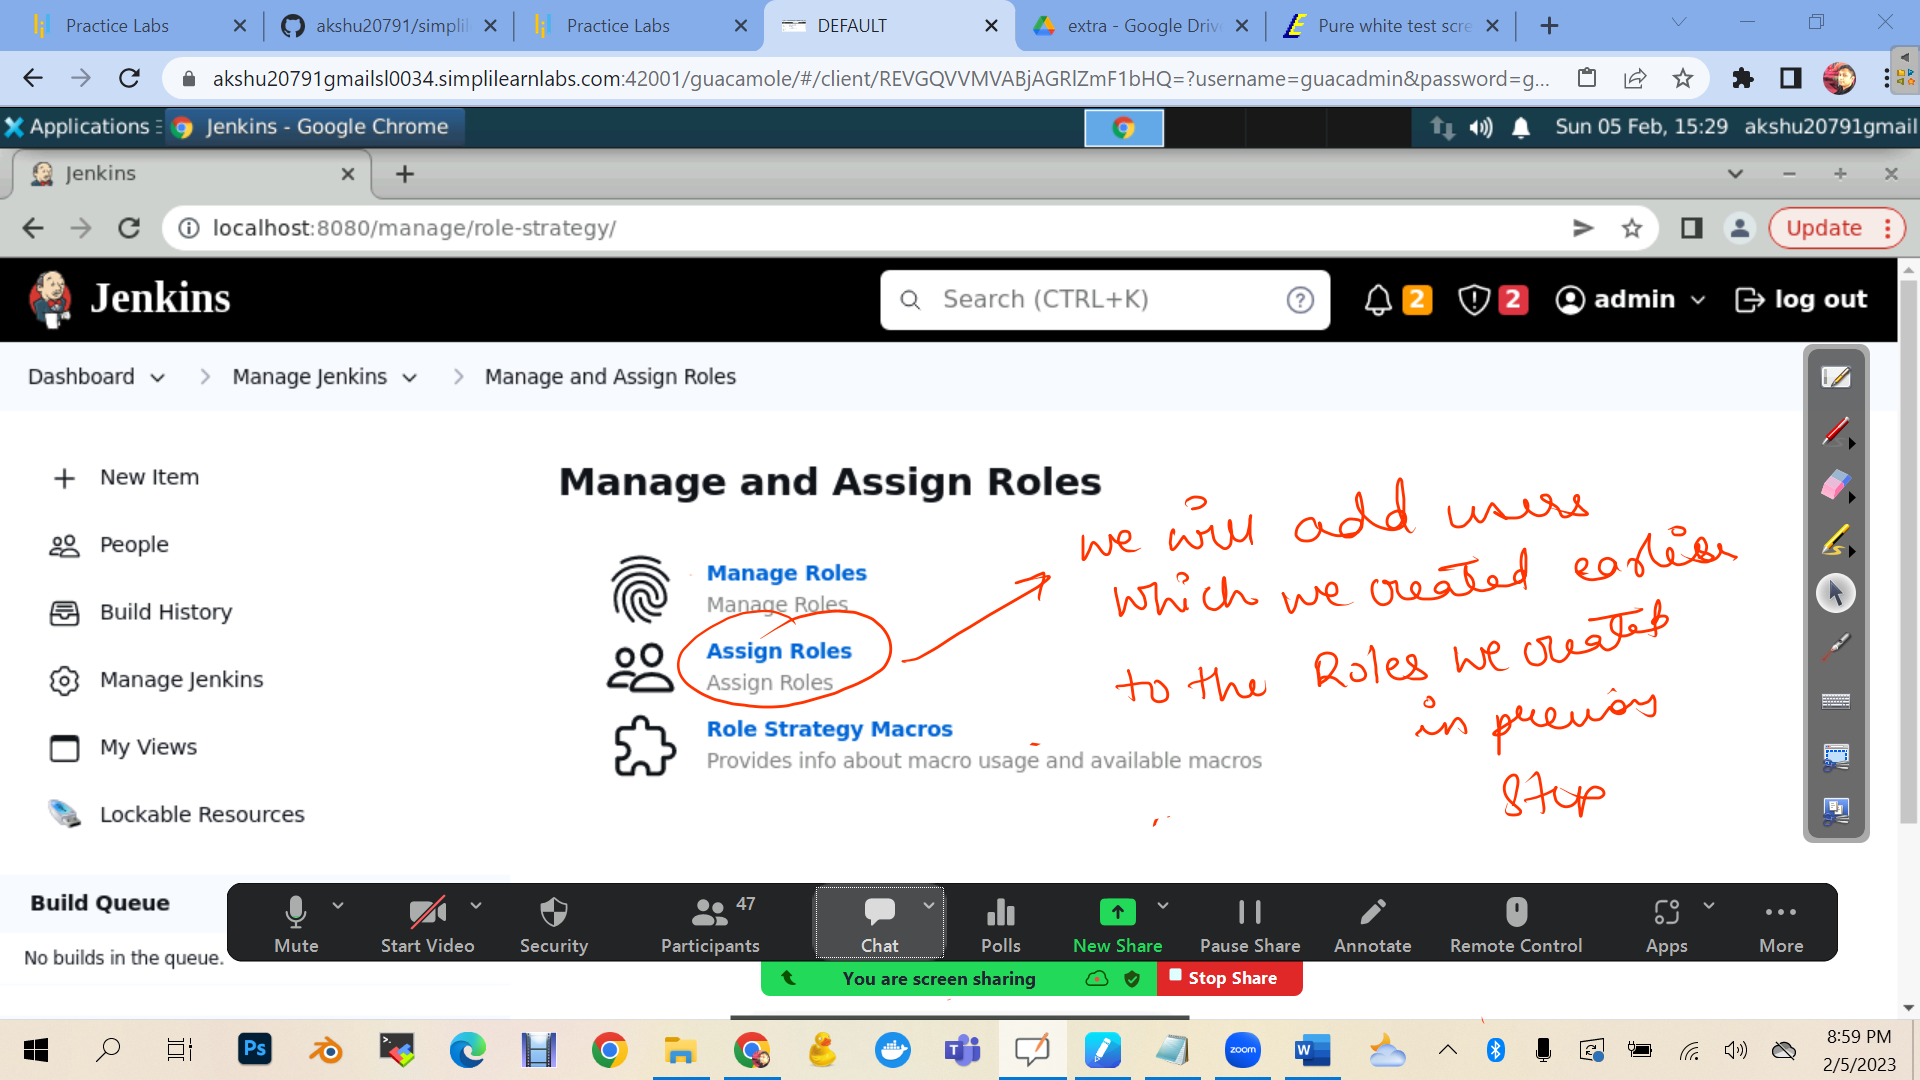 Practice Labs
akshu20791/simplil
Practice Labs
DEFAULT
extra - Google Drive
Pure white test scre
akshu20791gmailsl0034.simplilearnlabs.com:42001/guacamole/#/client/REVGQVVMVABjAGRlZmF1bHQ=?username=guacadmin&password=g...
Applications
Jenkins - Google Chrome
Sun 05 Feb, 15:29
akshu20791gmail
Jenkins
localhost:8080/manage/role-strategy/
Update
Jenkins
Search (CTRL+K)
2
2
admin
log out
Dashboard
Manage Jenkins
Manage and Assign Roles
New Item
People
Build History
Manage Jenkins
My Views
Lockable Resources
Build Queue
No builds in the queue.
Manage and Assign Roles
Manage Roles
Manage Roles
Assign Roles
Assign Roles
Role Strategy Macros
Provides info about macro usage and available macros
we will add users
which we created earlier
to the Roles we created
in previous
step
Mute
Start Video
Security
Participants
47
Chat
Polls
New Share
Pause Share
Annotate
Remote Control
Apps
More
You are screen sharing
Stop Share
Ps
zoom
W
8:59 PM
2/5/2023